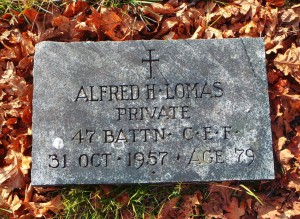 ALFRED H·LOMAS
PRIVATE
47 BATTN· C·E·F·
31 OCT·1957·AGE 79